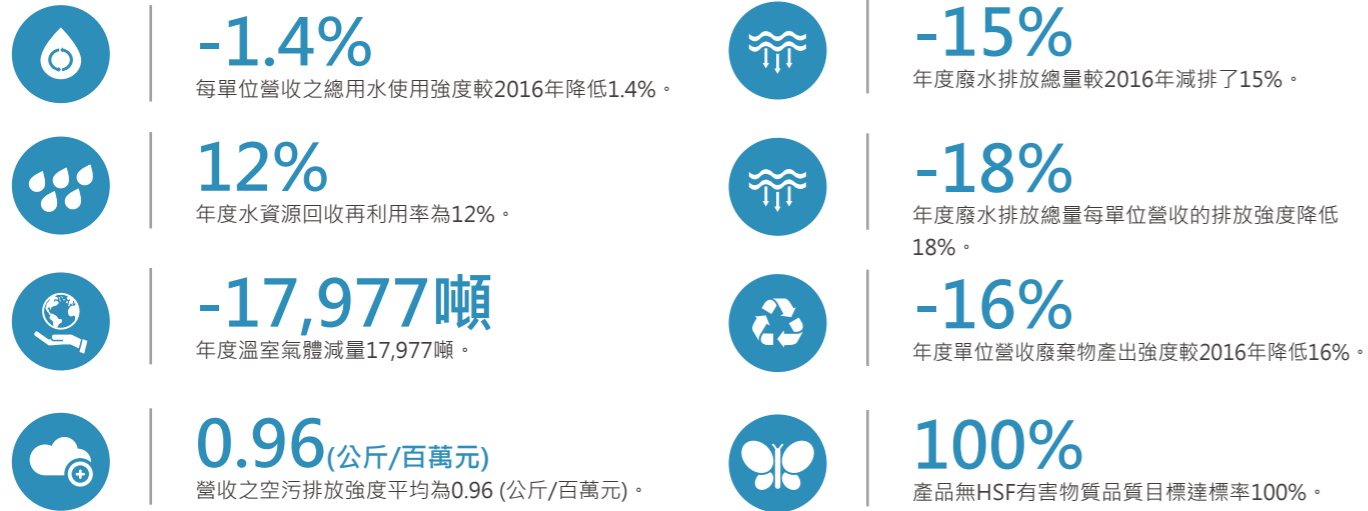 -1.4%
每單位營收之總用水使用強度較2016年降低1.4%。
12%
年度水資源回收再利用率為12%。
-17,977噸
年度溫室氣體減量17,977噸。
0.96(公斤/百萬元)
營收之空污排放強度平均為0.96 (公斤/百萬元)。
-15%
年度廢水排放總量較2016年減排了15%。
-18%
年度廢水排放總量每單位營收的排放強度降低
18%。
-16%
年度單位營收廢棄物產出強度較2016年降低16%。
100%
產品無HSF有害物質品質目標達標率100%。